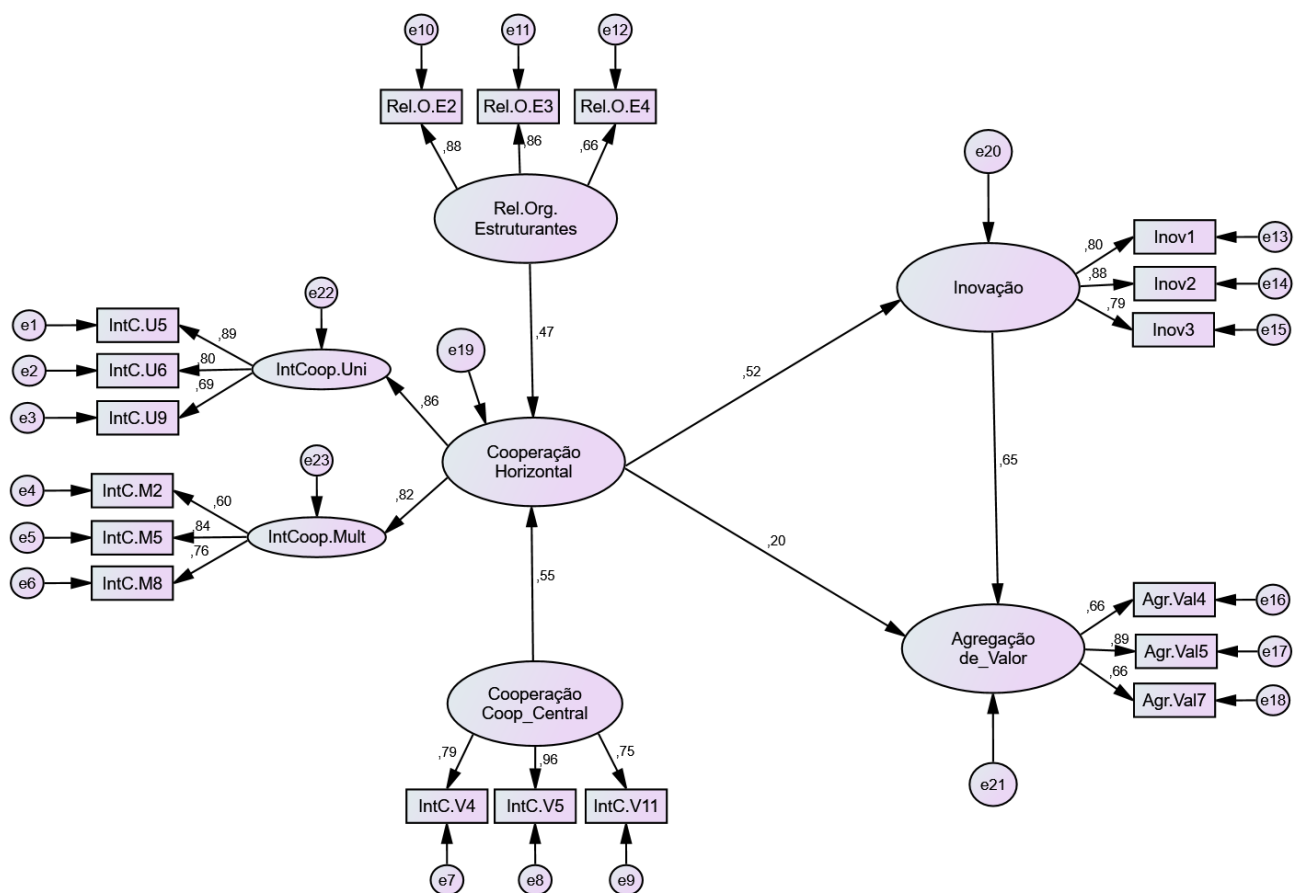 e10
e11
e12
Rel.O.E2
Rel.O.E3
Rel.O.E4
,88
,86
,66
Rel.Org.
Estruturantes
,47
e20
Inovação
,80
,88
,79
Inov1
Inov2
Inov3
e13
e14
e15
e22
e1
IntC.U5
,89
e2
IntC.U6
,80
e3
IntC.U9
,69
IntCoop.Uni
,86
e19
Cooperação
Horizontal
,52
,65
e23
e4
IntC.M2
,60
e5
IntC.M5
,84
e6
IntC.M8
,76
IntCoop.Mult
,82
,20
,55
Cooperação
Coop_Central
,79
,96
,75
IntC.V4
IntC.V5
IntC.V11
e7
e8
e9
Agregação
de_Valor
,66
,89
,66
Agr.Val4
Agr.Val5
Agr.Val7
e16
e17
e18
e21